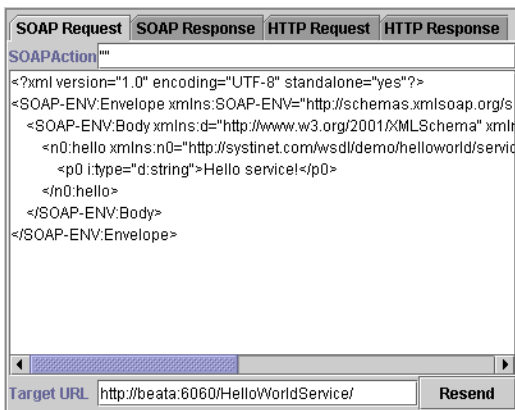 SOAP Request SOAP Response HTTP Request HTTP Response
SOAPAction ""
<?xml version="1.0" encoding="UTF-8" standalone="yes"?>
<SOAP-ENV:Envelope xmlns:SOAP-ENV="http://schemas.xmlsoap.org/s
<SOAP-ENV:Body xmlns:d="http://www.w3.org/2001/XMLSchema" xmln
<n0:hello xmlns:n0="http://systinet.com/wsdl/demo/helloworld/servic
<p0 i:type="d:string">Hello service!</p0>
</n0:hello>
</SOAP-ENV:Body>
</SOAP-ENV:Envelope>
Target URL http://beata:6060/HelloWorldService/ Resend